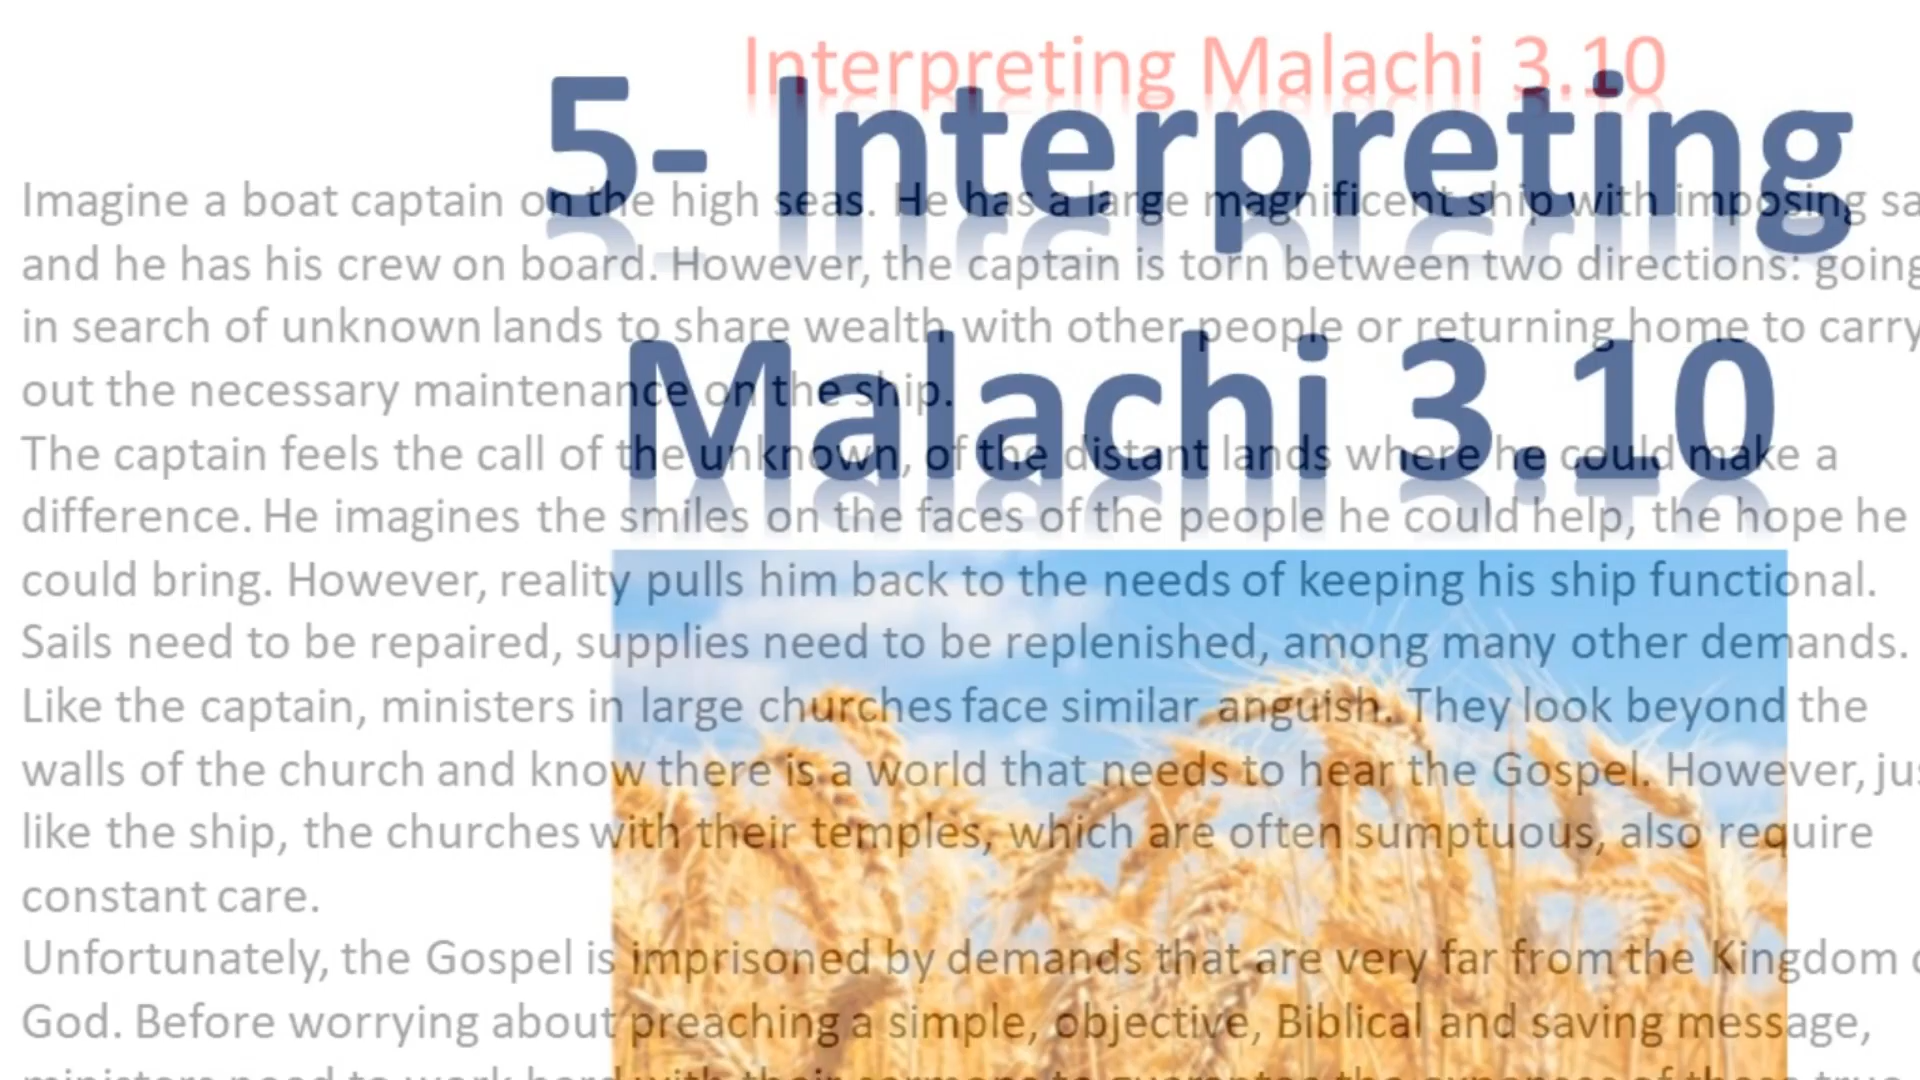 Interpreting Malachi 3.10
5- Interpreting
Malachi 3.10
Imagine a boat captain on the high seas. He has a large magnificent ship with imposing sa
and he has his crew on board. However, the captain is torn between two directions: going
in search of unknown lands to share wealth with other people or returning home to carry
out the necessary maintenance on the ship.
The captain feels the call of the unknown, of the distant lands where he could make a
difference. He imagines the smiles on the faces of the people he could help, the hope he
could bring. However, reality pulls him back to the needs of keeping his ship functional.
Sails need to be repaired, supplies need to be replenished, among many other demands.
Like the captain, ministers in large churches face similar anguish. They look beyond the
walls of the church and know there is a world that needs to hear the Gospel. However, jus
like the ship, the churches with their temples, which are often sumptuous, also require
constant care.
Unfortunately, the Gospel is imprisoned by demands that are very far from the Kingdom o
God. Before worrying about preaching a simple, objective, Biblical and saving message,